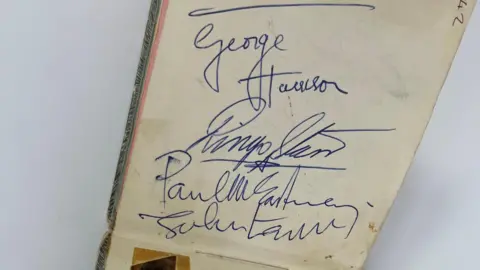 George
Harrison
Ringo Starr
Paul McCartney
John Lennon